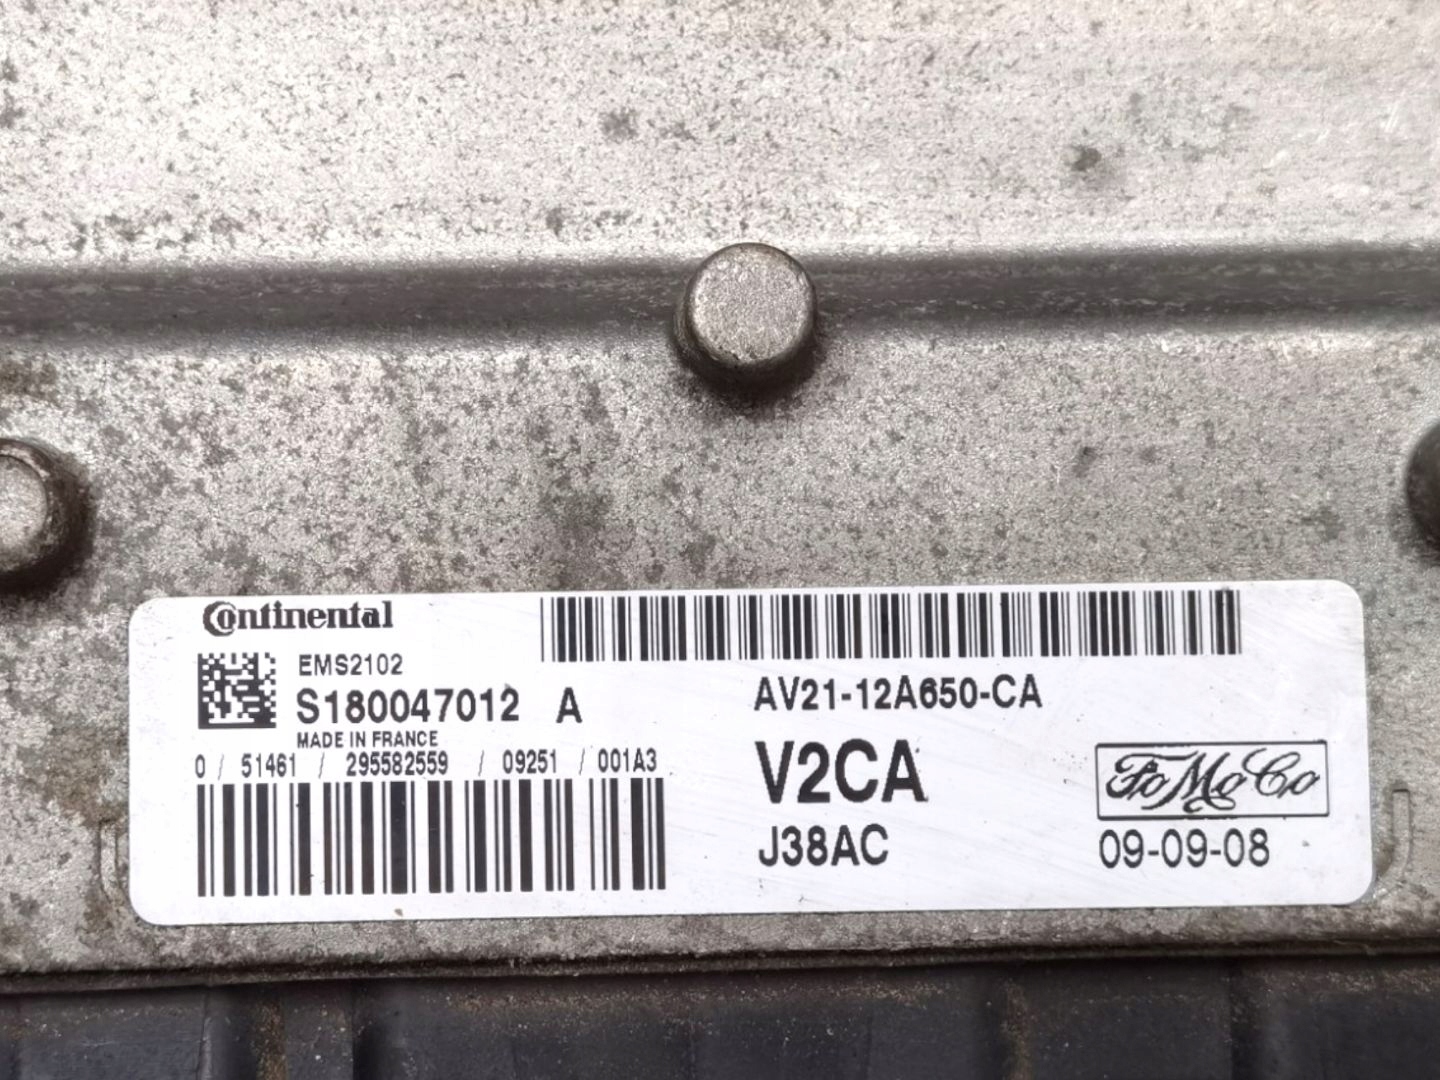 Continental
EMS2102
S180047012 A
MADE IN FRANCE
0 / 51461 / 295582559 / 09251 / 001A3
AV21-12A650-CA
V2CA
J38AC
FoMoCo
09-09-08